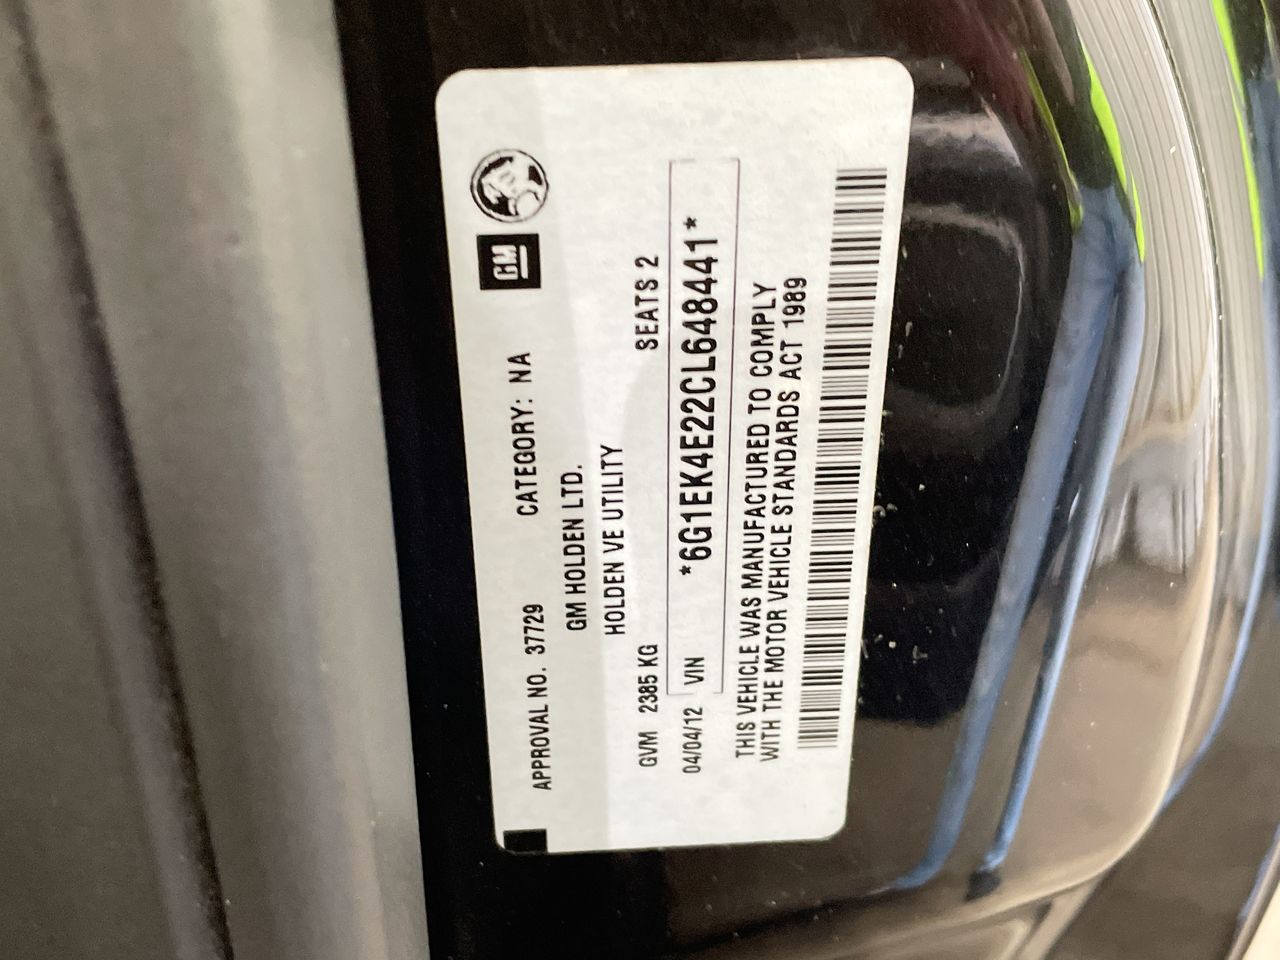 APPROVAL NO. 37729 CATEGORY: NA GM
GM HOLDEN LTD.
HOLDEN VE UTILITY
GVM 2385 KG SEATS 2
04/04/12 VIN *6G1EK4E22CL648441*
THIS VEHICLE WAS MANUFACTURED TO COMPLY
WITH THE MOTOR VEHICLE STANDARDS ACT 1989